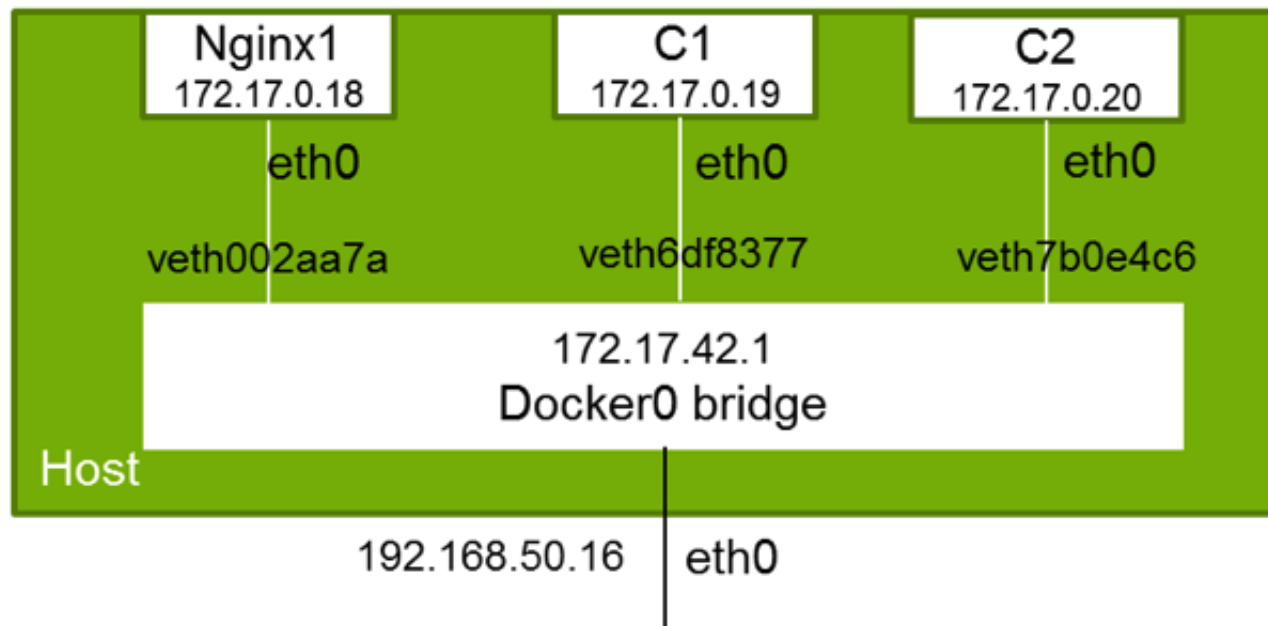 Nginx1
172.17.0.18
C1
172.17.0.19
C2
172.17.0.20
eth0
eth0
eth0
veth002aa7a
veth6df8377
veth7b0e4c6
172.17.42.1
Docker0 bridge
Host
192.168.50.16
eth0